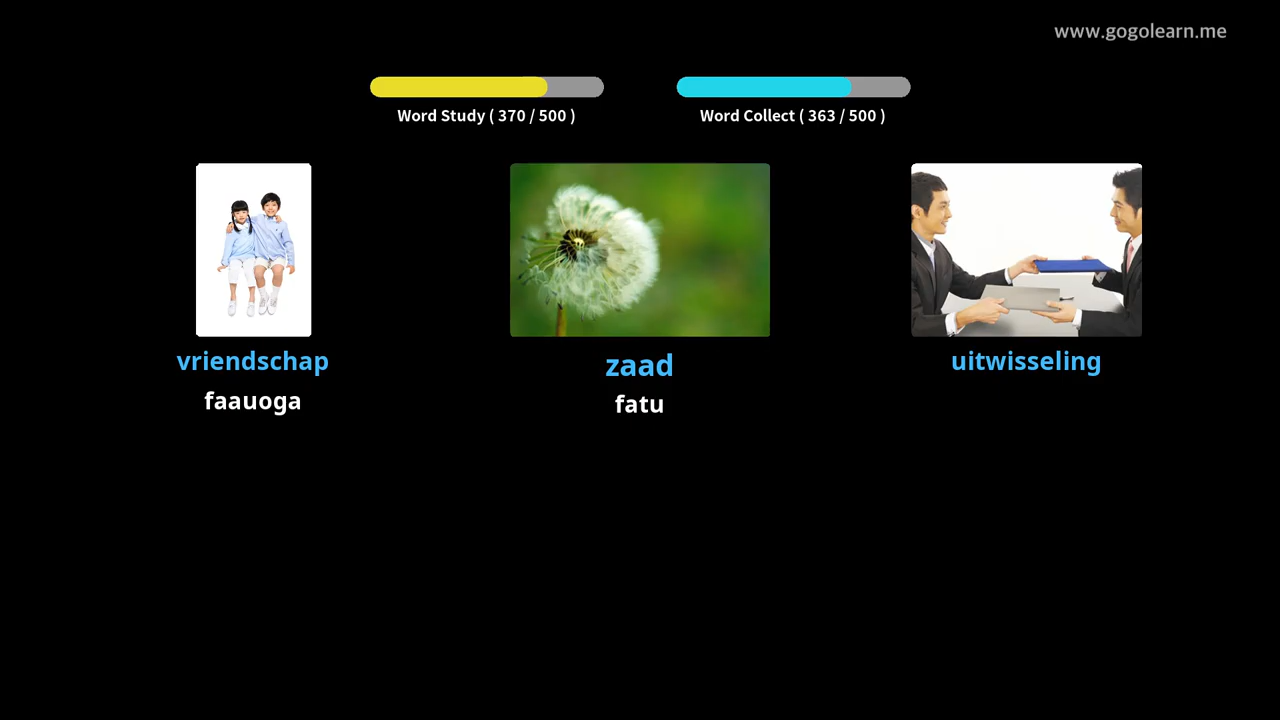 www.gogolearn.me
Word Study ( 370 / 500 )
Word Collect ( 363 / 500 )
vriendschap
faauoga
zaad
fatu
uitwisseling